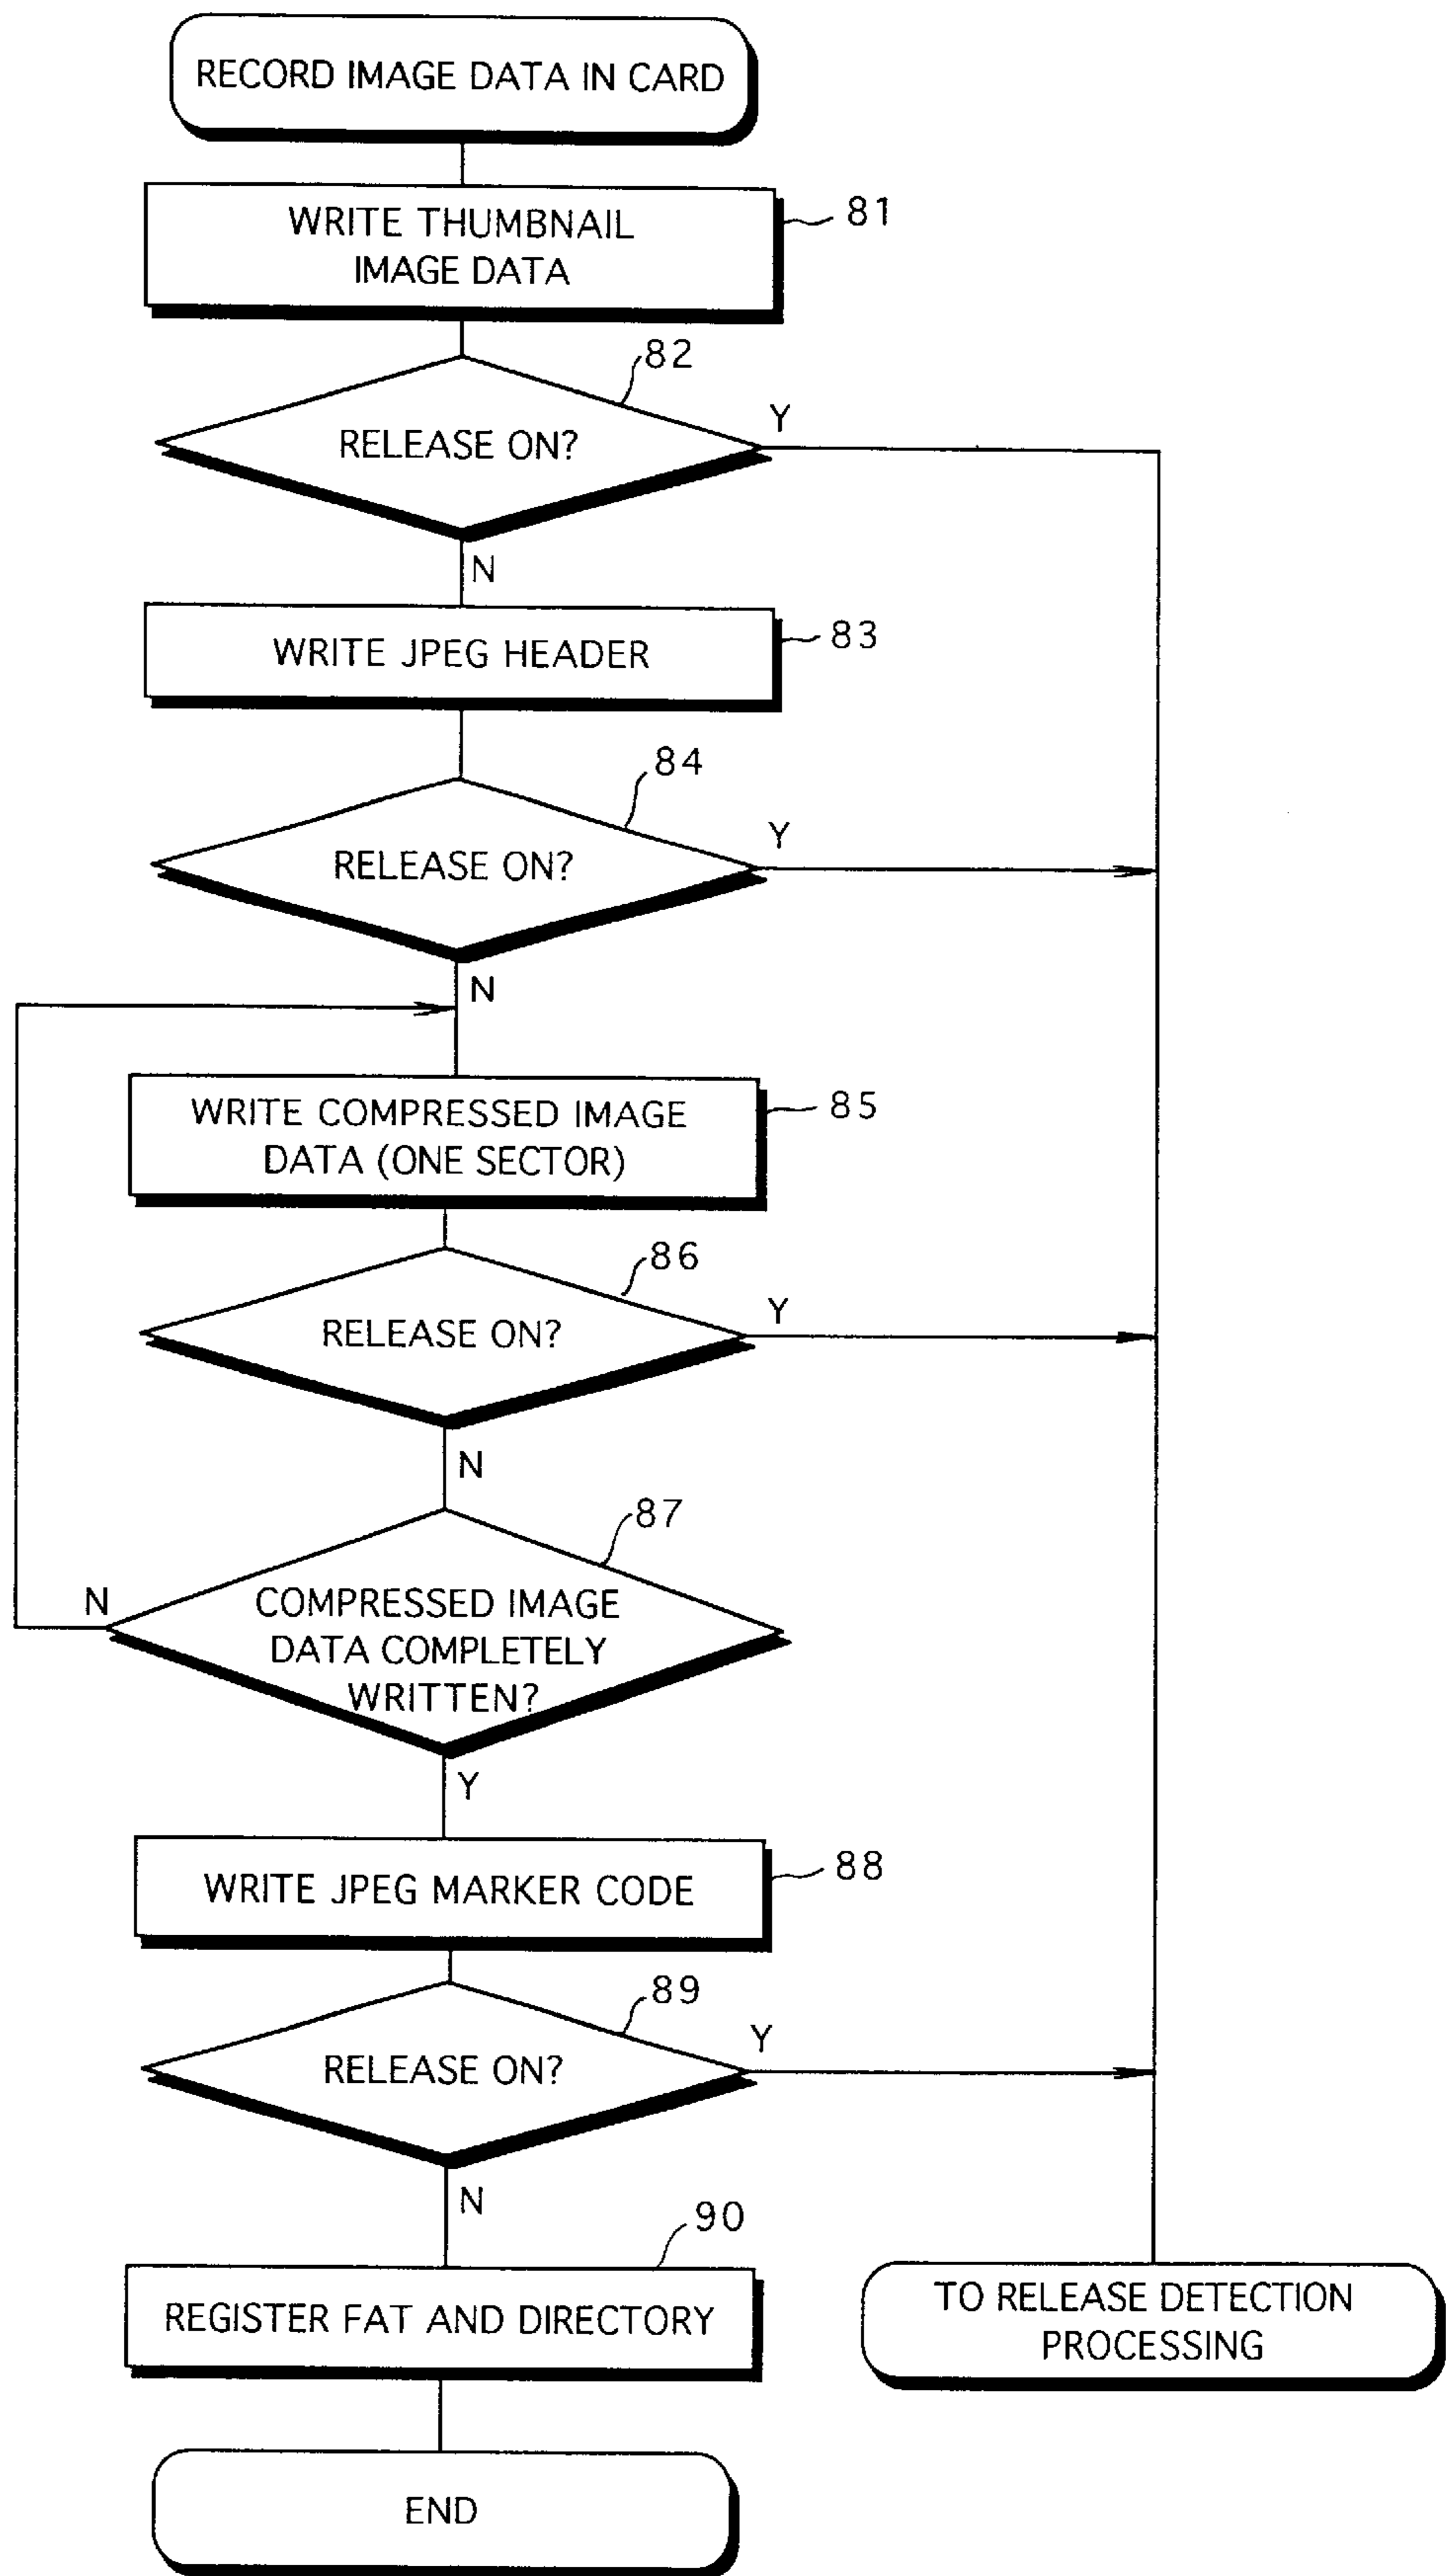 RECORD IMAGE DATA IN CARD
WRITE THUMBNAIL
IMAGE DATA
81
82
RELEASE ON?
Y
N
WRITE JPEG HEADER
83
84
RELEASE ON?
Y
N
WRITE COMPRESSED IMAGE
DATA (ONE SECTOR)
85
86
RELEASE ON?
Y
N
87
COMPRESSED IMAGE
DATA COMPLETELY
WRITTEN?
N
Y
WRITE JPEG MARKER CODE
88
89
RELEASE ON?
Y
N
90
REGISTER FAT AND DIRECTORY
TO RELEASE DETECTION
PROCESSING
END